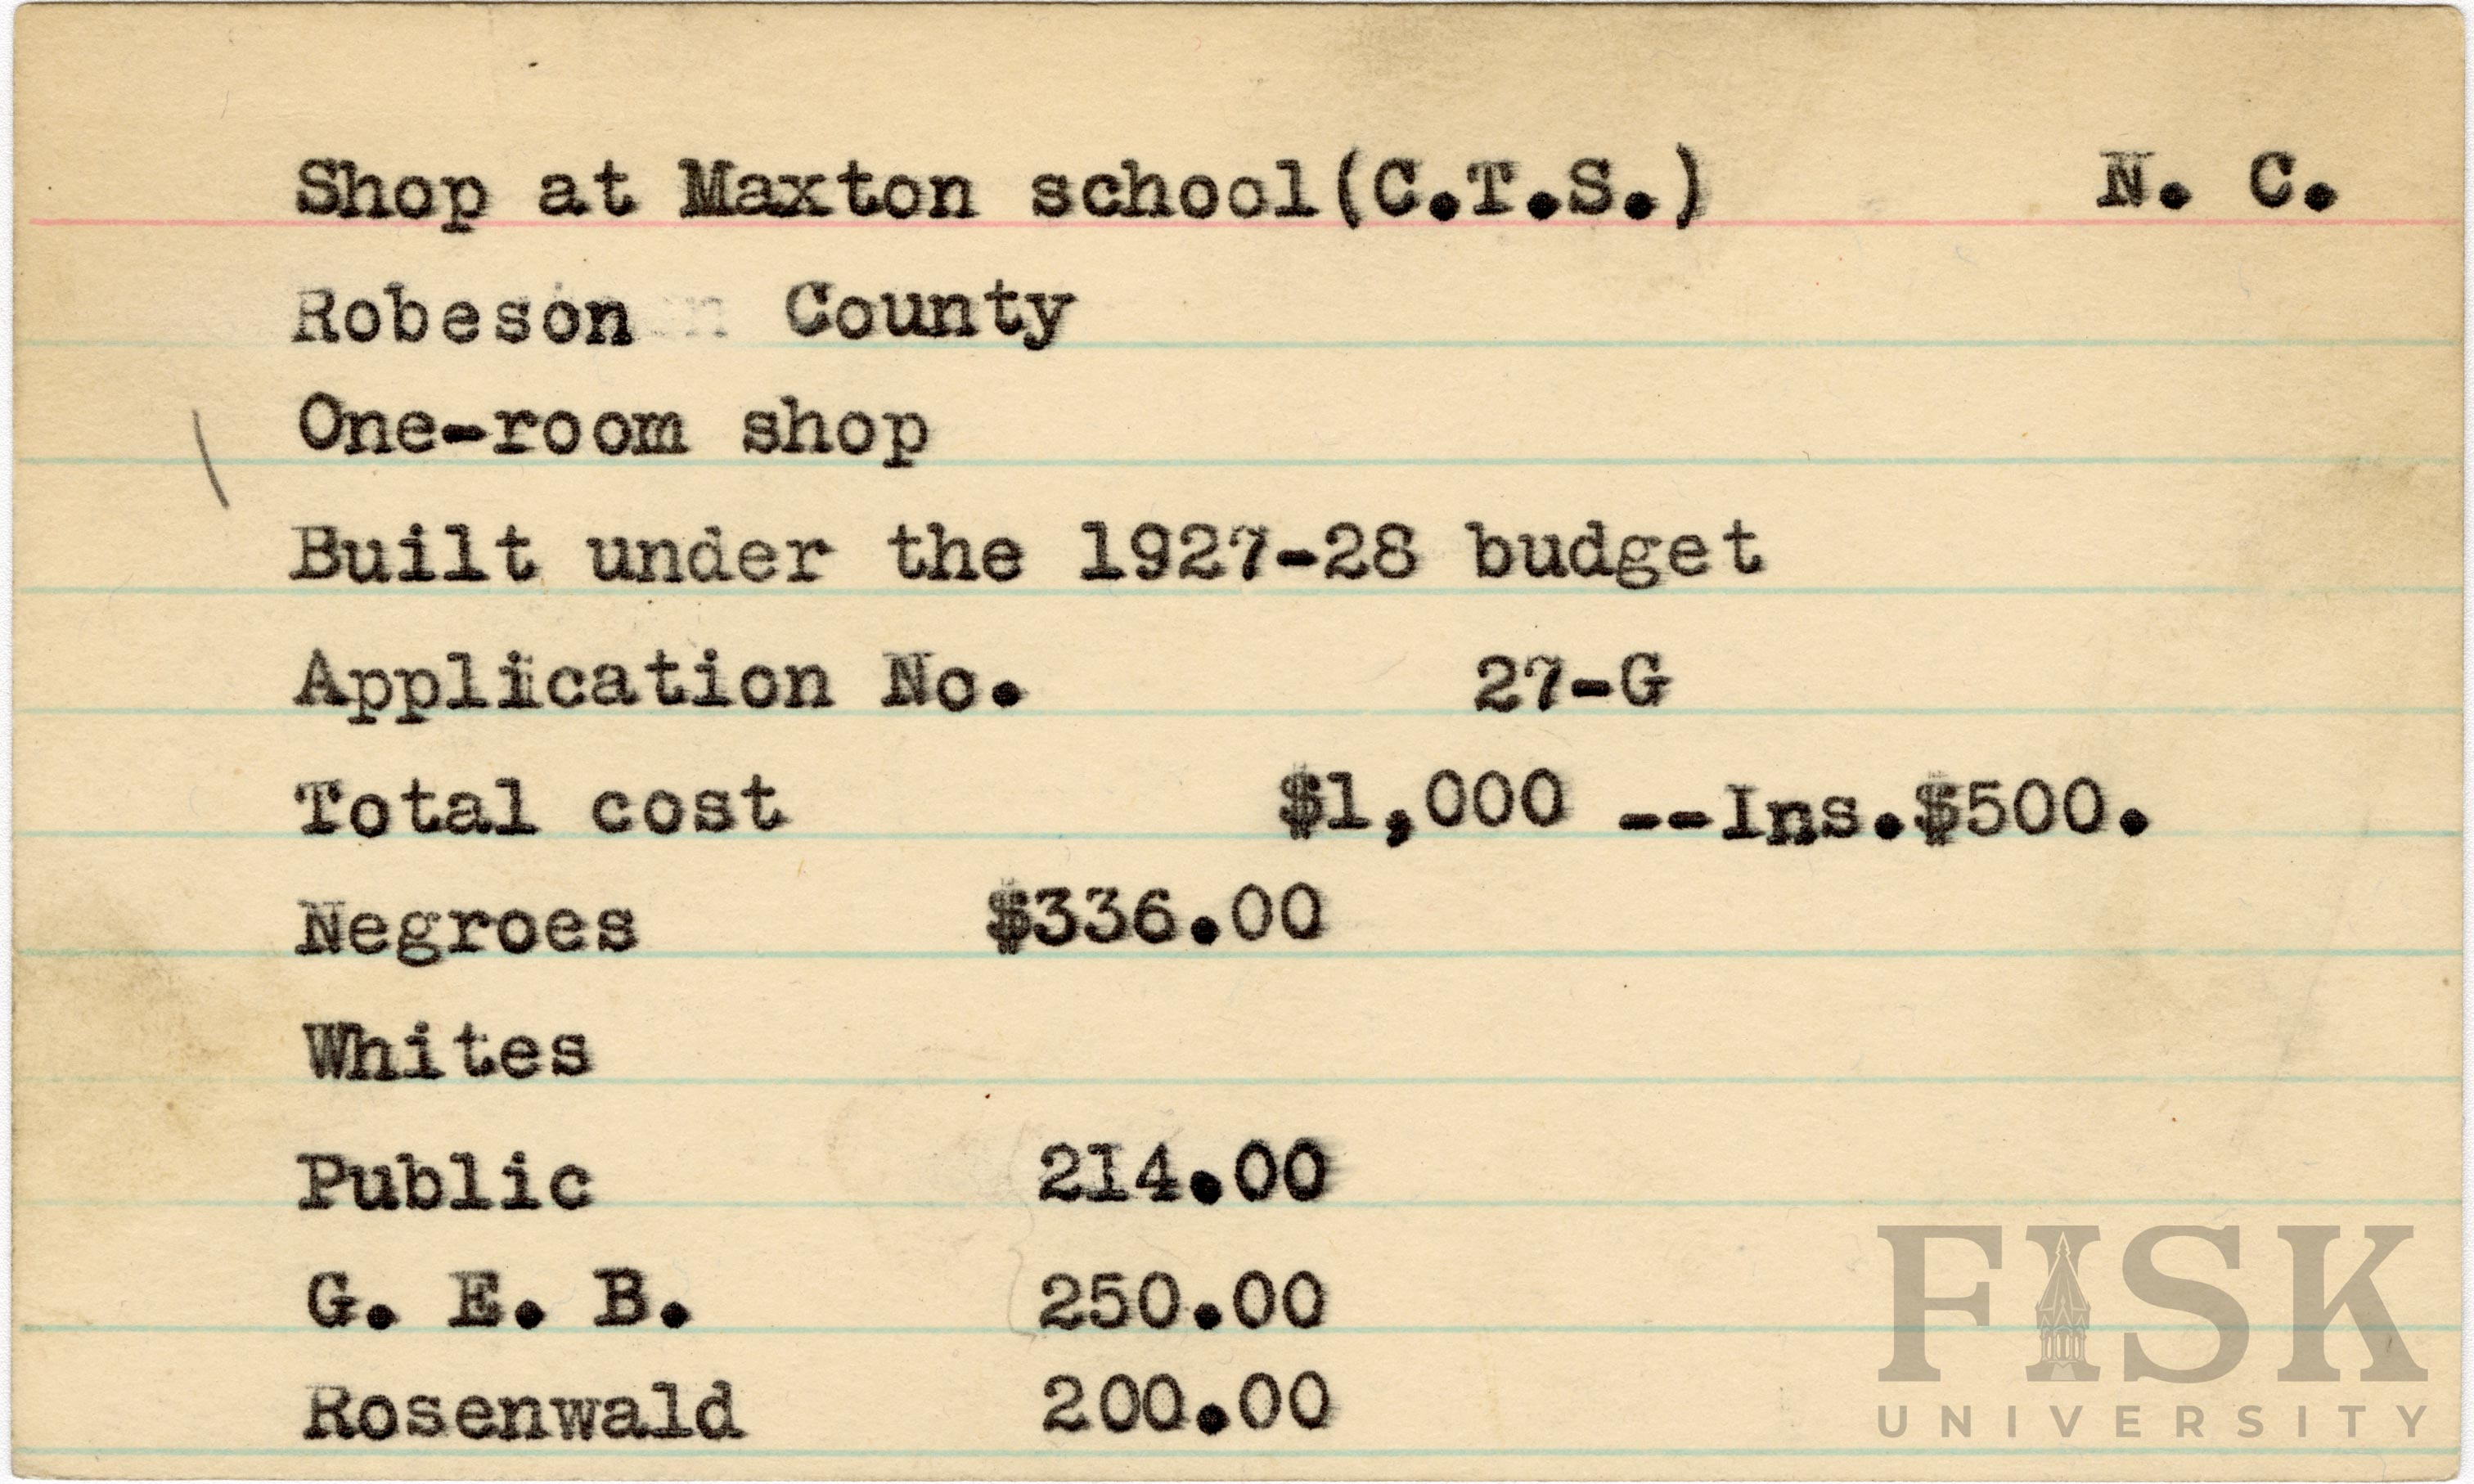 Shop at Maxton school(C.T.S.) N. C.
Robeson County
One-room shop
Built under the 1927-28 budget
Application No. 27-G
Total cost $1,000 --Ins.$500.
Negroes $336.00
Whites
Public 214.00
G. E. B. 250.00
Rosenwald 200.00
FISK
UNIVERSITY